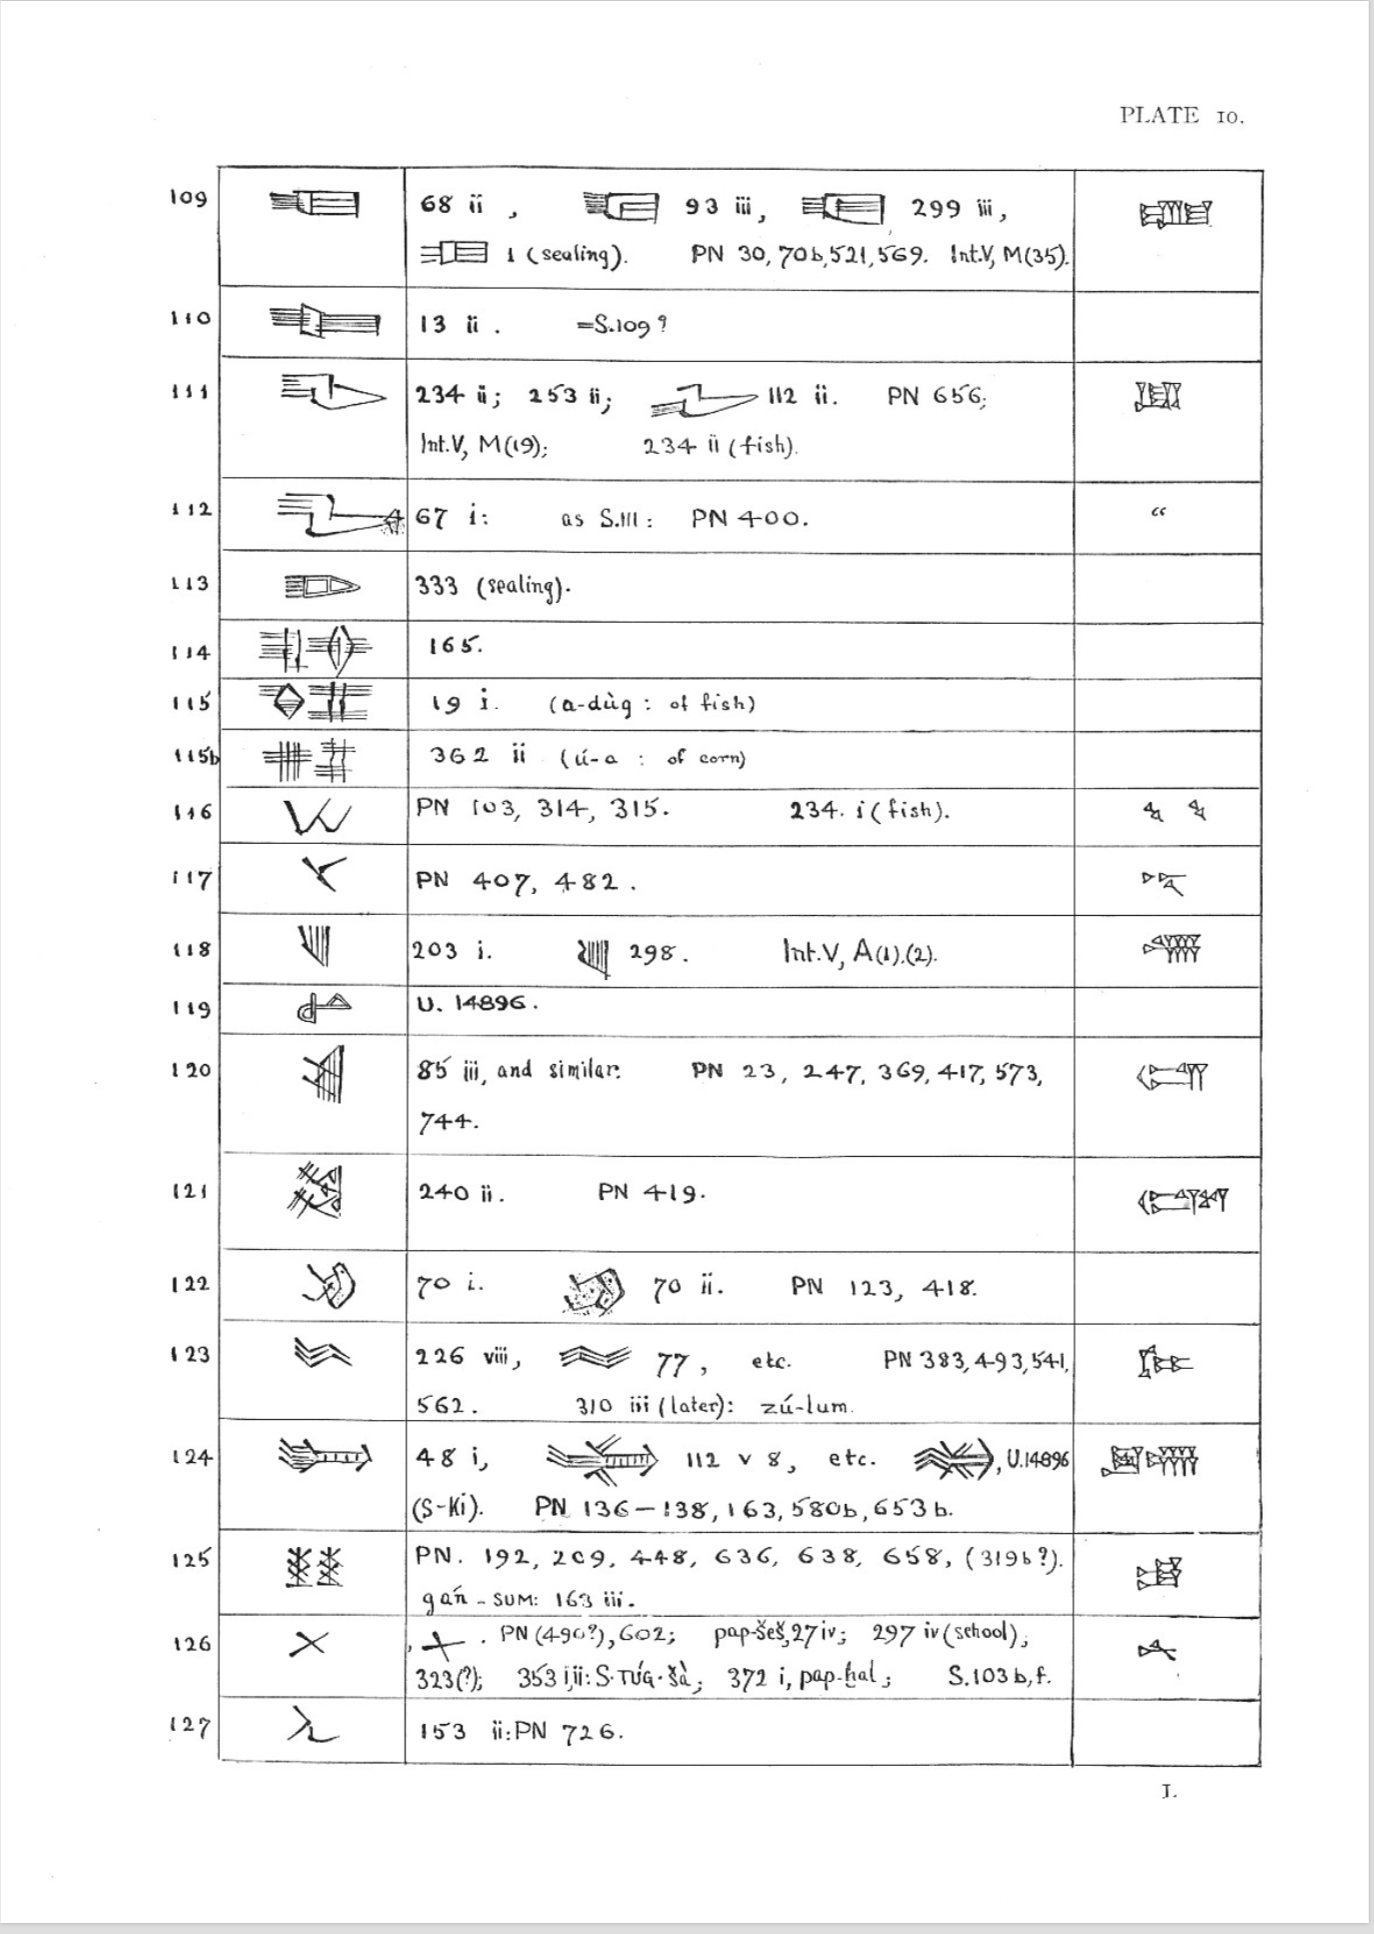 PLATE 10.
109 68 ii , 93 iii, 299 iii,
1 (sealing). PN 30, 70b, 521, 569. Int.V, M(35).
110 13 ii . =S.109?
111 234 ii; 253 ii; 112 ii. PN 656;
Int.V, M(19); 234 ii (fish).
112 67 i: as S.111: PN 400. “
113 333 (sealing).
114 165.
115 19 i. (a-dùg : of fish)
115b 362 ii (ú-a : of corn)
116 PN 103, 314, 315. 234. i (fish).
117 PN 407, 482.
118 203 i. 298. Int.V, A(1).(2).
119 U. 14896.
120 85 iii, and similar. PN 23, 247, 369, 417, 573,
744.
121 240 ii. PN 419.
122 70 i. 70 ii. PN 123, 418.
123 226 viii, 77, etc. PN 383, 493, 541,
562. 310 iii (later): zú-lum.
124 48 i, 112 v 8, etc. , U.14896
(S-Ki). PN 136–138, 163, 580b, 653b.
125 PN. 192, 209, 448, 636, 638, 658, (319b?).
gán - SUM: 163 iii.
126 , . PN (490?), 602; pap-šeš, 27 iv; 297 iv (school);
323(?); 353 i,ii: S-TÚG-šà; 372 i, pap-ḫal; S.103 b, f.
127 153 ii: PN 726.
I.